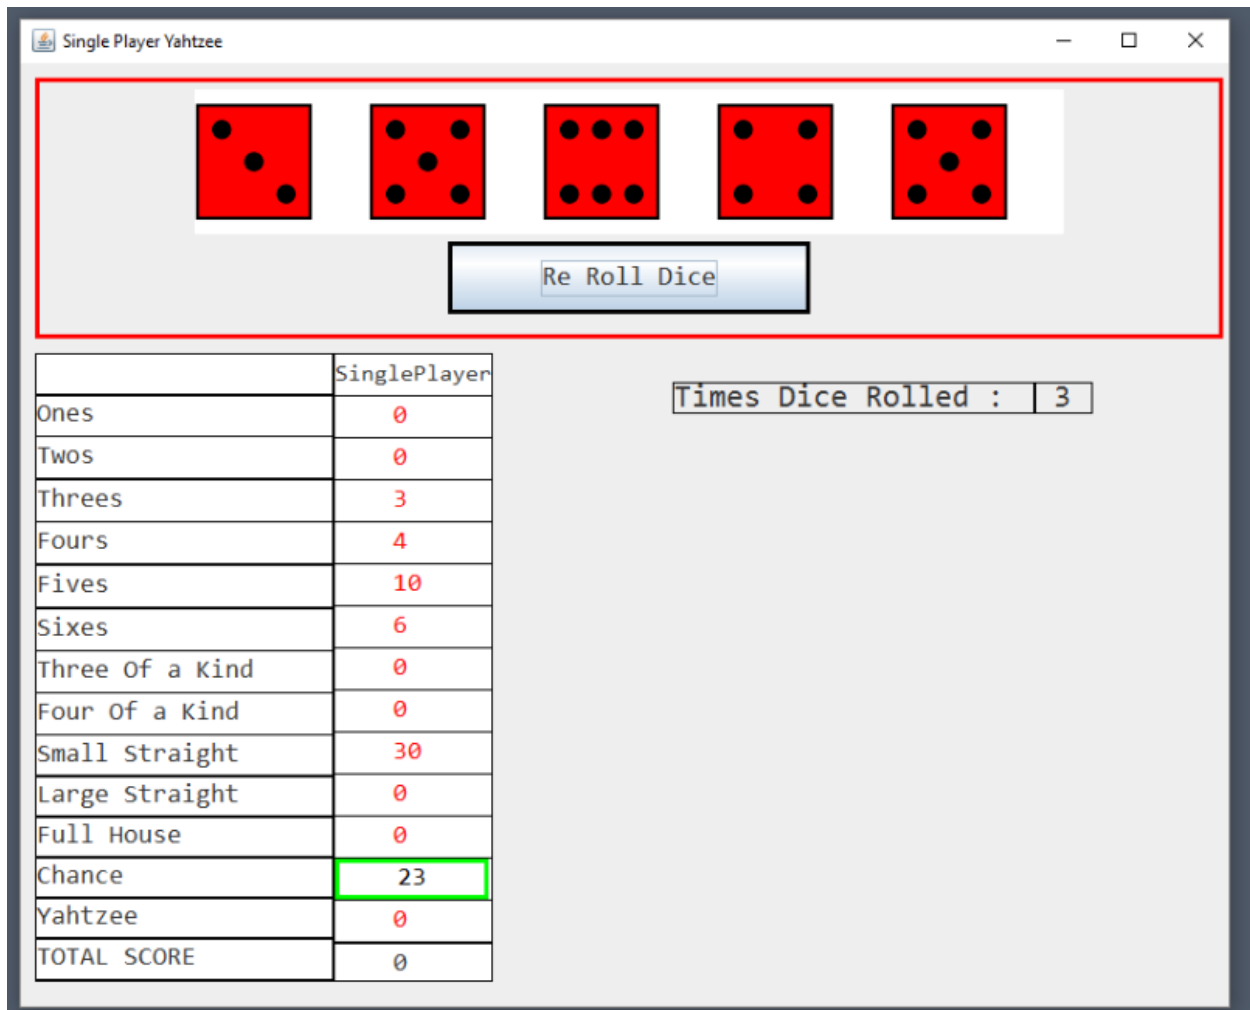 Single Player Yahtzee
Re Roll Dice
SinglePlayer
Times Dice Rolled : 3
Ones 0
Twos 0
Threes 3
Fours 4
Fives 10
Sixes 6
Three Of a Kind 0
Four Of a Kind 0
Small Straight 30
Large Straight 0
Full House 0
Chance 23
Yahtzee 0
TOTAL SCORE 0